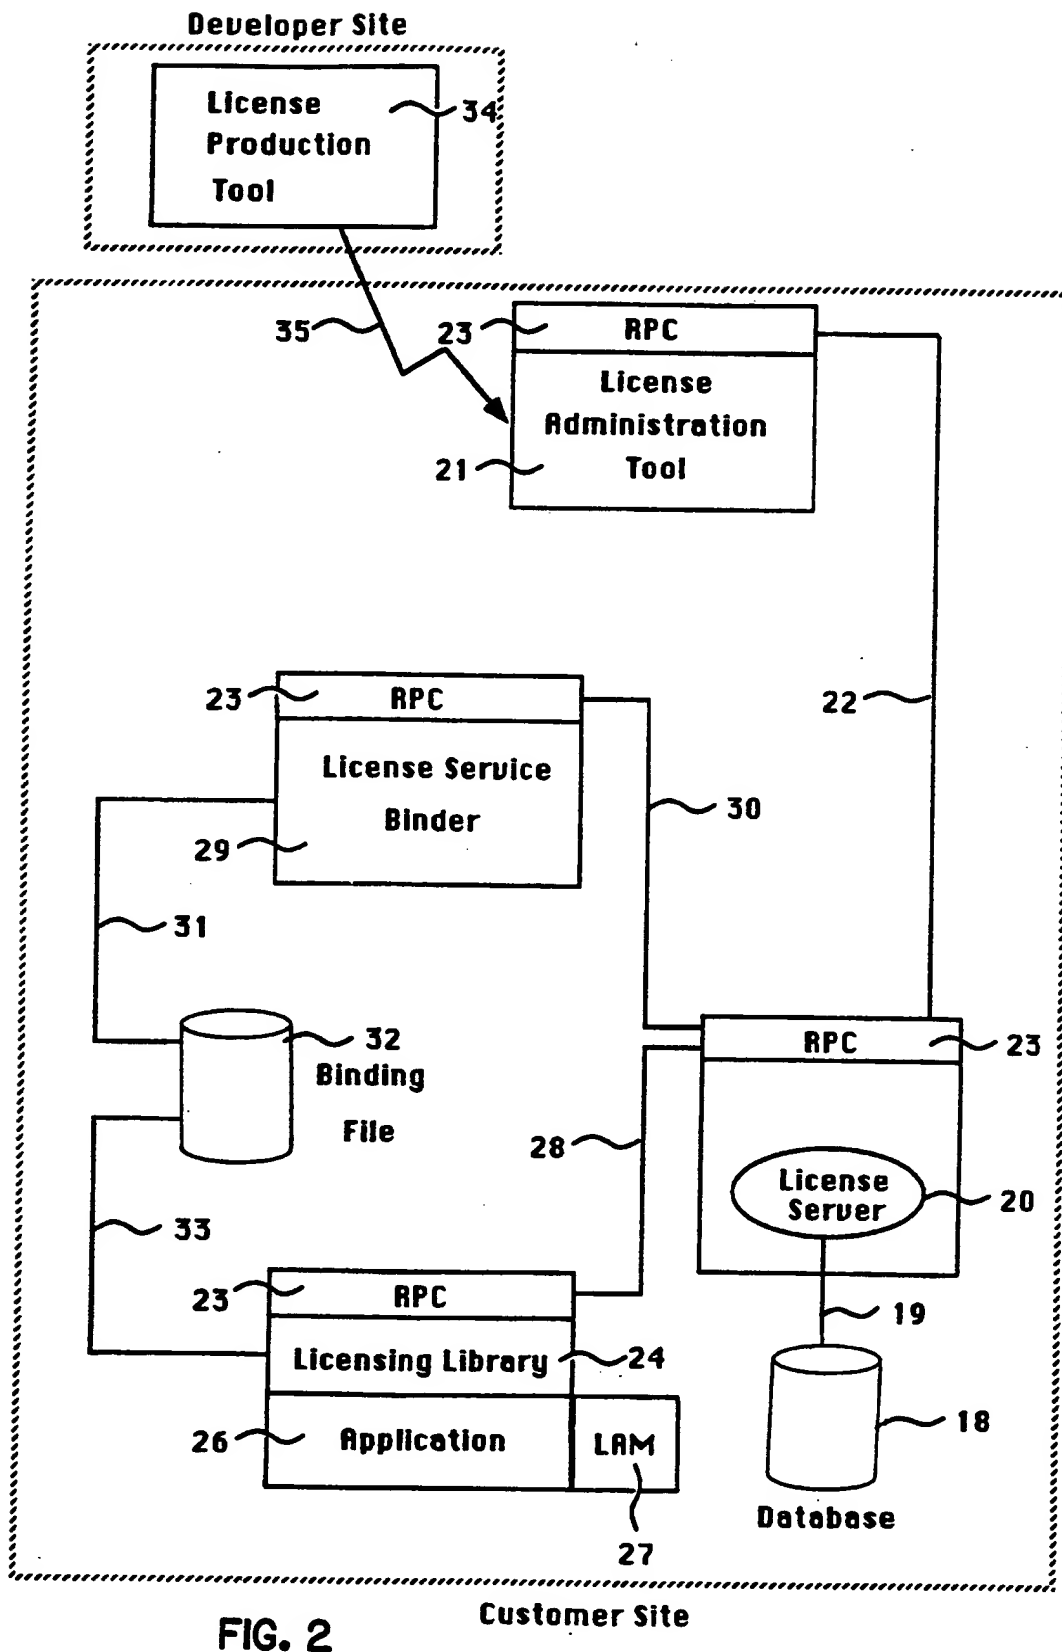 Developer Site
License
Production
Tool
34
35
23
RPC
License
Administration
Tool
21
22
23
RPC
License Service
Binder
29
30
31
32
Binding
File
RPC
23
28
License
Server
20
33
23
RPC
19
Licensing Library
24
26
Application
LAM
18
27
Database
Customer Site
FIG. 2